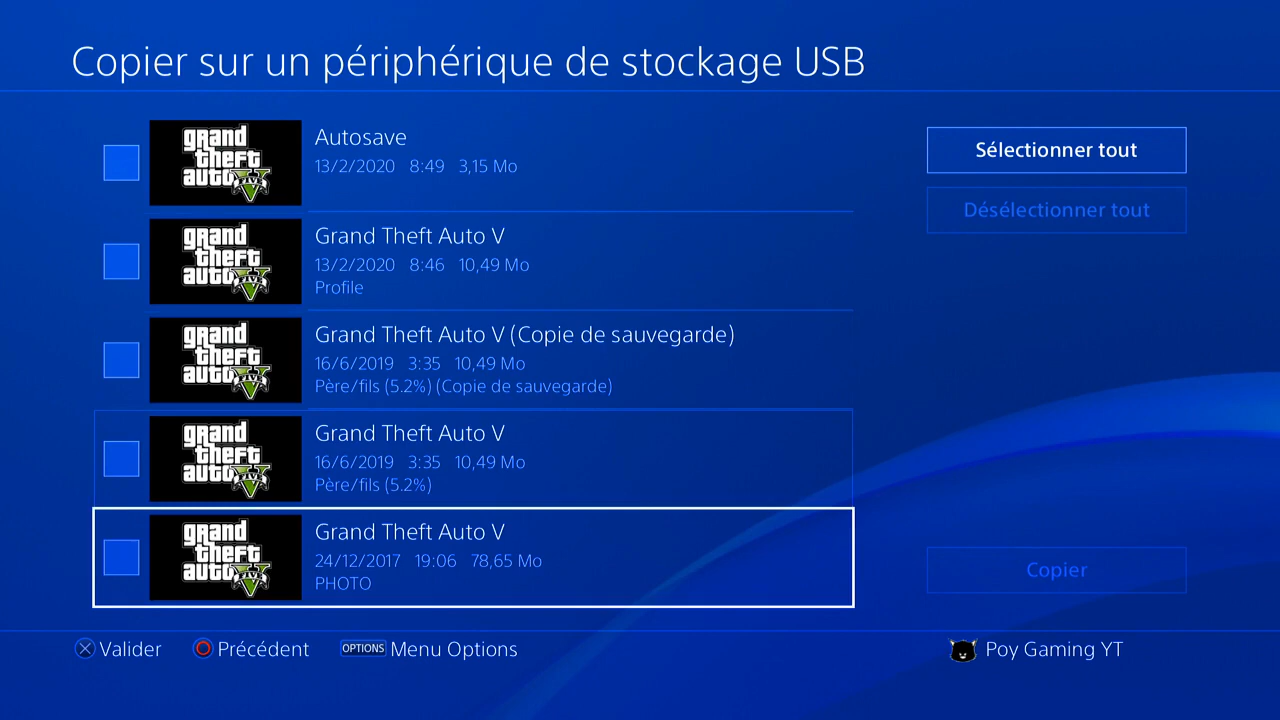 Copier sur un périphérique de stockage USB
grand
theft
auto
FIVE
Autosave
13/2/2020 8:49 3,15 Mo
grand
theft
auto
FIVE
Grand Theft Auto V
13/2/2020 8:46 10,49 Mo
Profile
grand
theft
auto
FIVE
Grand Theft Auto V (Copie de sauvegarde)
16/6/2019 3:35 10,49 Mo
Père/fils (5.2%) (Copie de sauvegarde)
grand
theft
auto
FIVE
Grand Theft Auto V
16/6/2019 3:35 10,49 Mo
Père/fils (5.2%)
grand
theft
auto
FIVE
Grand Theft Auto V
24/12/2017 19:06 78,65 Mo
PHOTO
Sélectionner tout
Désélectionner tout
Copier
Valider Précédent OPTIONS Menu Options Poy Gaming YT